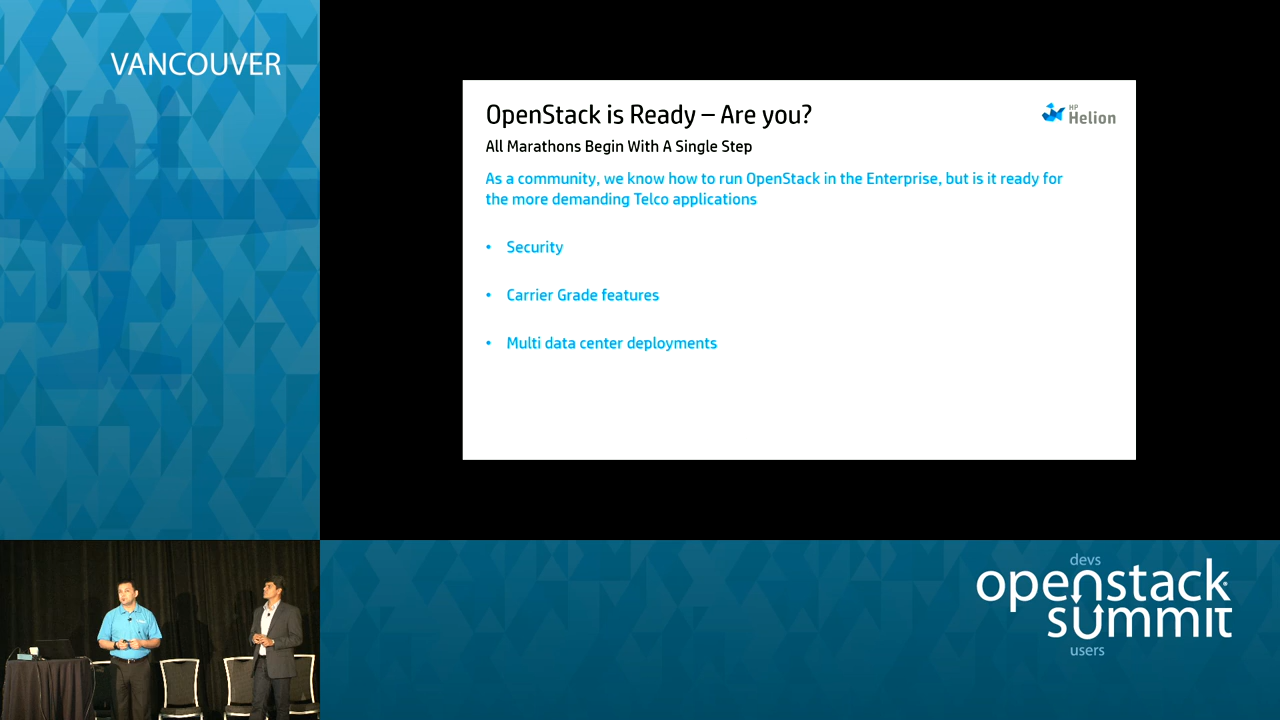 VANCOUVER
OpenStack is Ready – Are you?
HP
Helion
All Marathons Begin With A Single Step
As a community, we know how to run OpenStack in the Enterprise, but is it ready for
the more demanding Telco applications
• Security
• Carrier Grade features
• Multi data center deployments
devs
openstack
summit
users